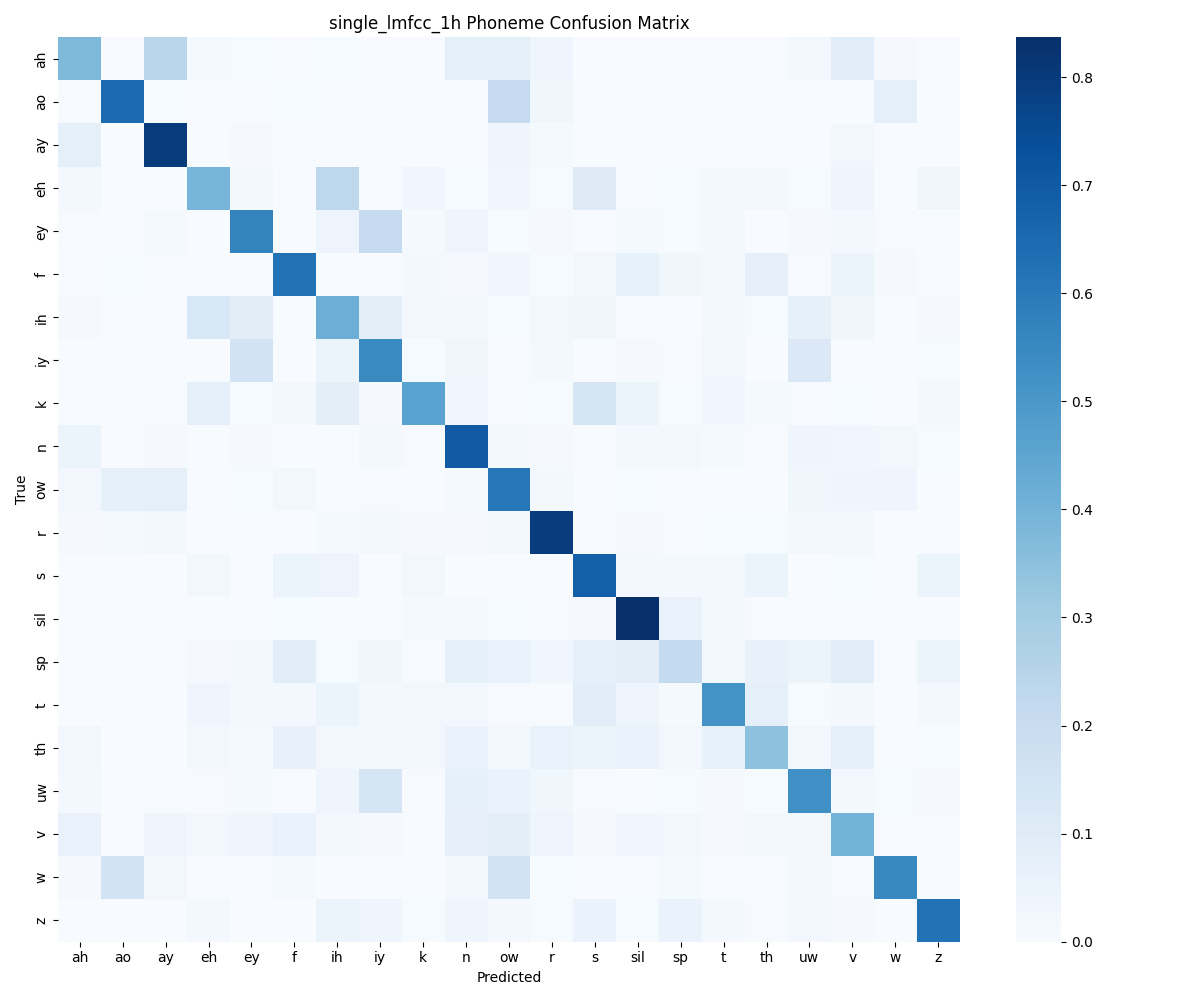 single_lmfcc_1h Phoneme Confusion Matrix
True
ah
ao
ay
eh
ey
f
ih
iy
k
n
ow
r
s
sil
sp
t
th
uw
v
w
z
ah ao ay eh ey f ih iy k n ow r s sil sp t th uw v w z
Predicted
0.8
0.7
0.6
0.5
0.4
0.3
0.2
0.1
0.0